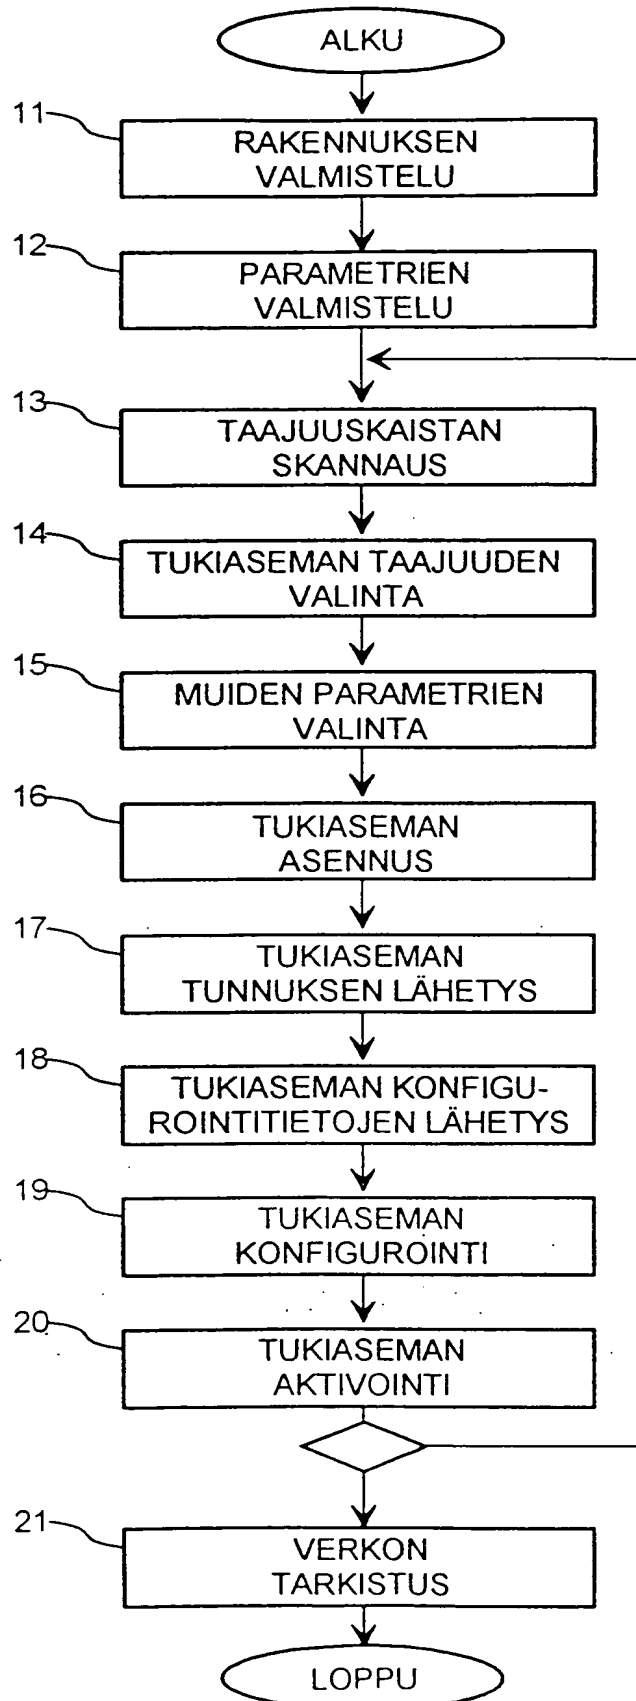 ALKU
11
RAKENNUKSEN
VALMISTELU
12
PARAMETRIEN
VALMISTELU
13
TAAJUUSKAISTAN
SKANNAUS
14
TUKIASEMAN TAAJUUDEN
VALINTA
15
MUIDEN PARAMETRIEN
VALINTA
16
TUKIASEMAN
ASENNUS
17
TUKIASEMAN
TUNNUKSEN LÄHETYS
18
TUKIASEMAN KONFIGU-
ROINTITIETOJEN LÄHETYS
19
TUKIASEMAN
KONFIGUROINTI
20
TUKIASEMAN
AKTIVOINTI
21
VERKON
TARKISTUS
LOPPU